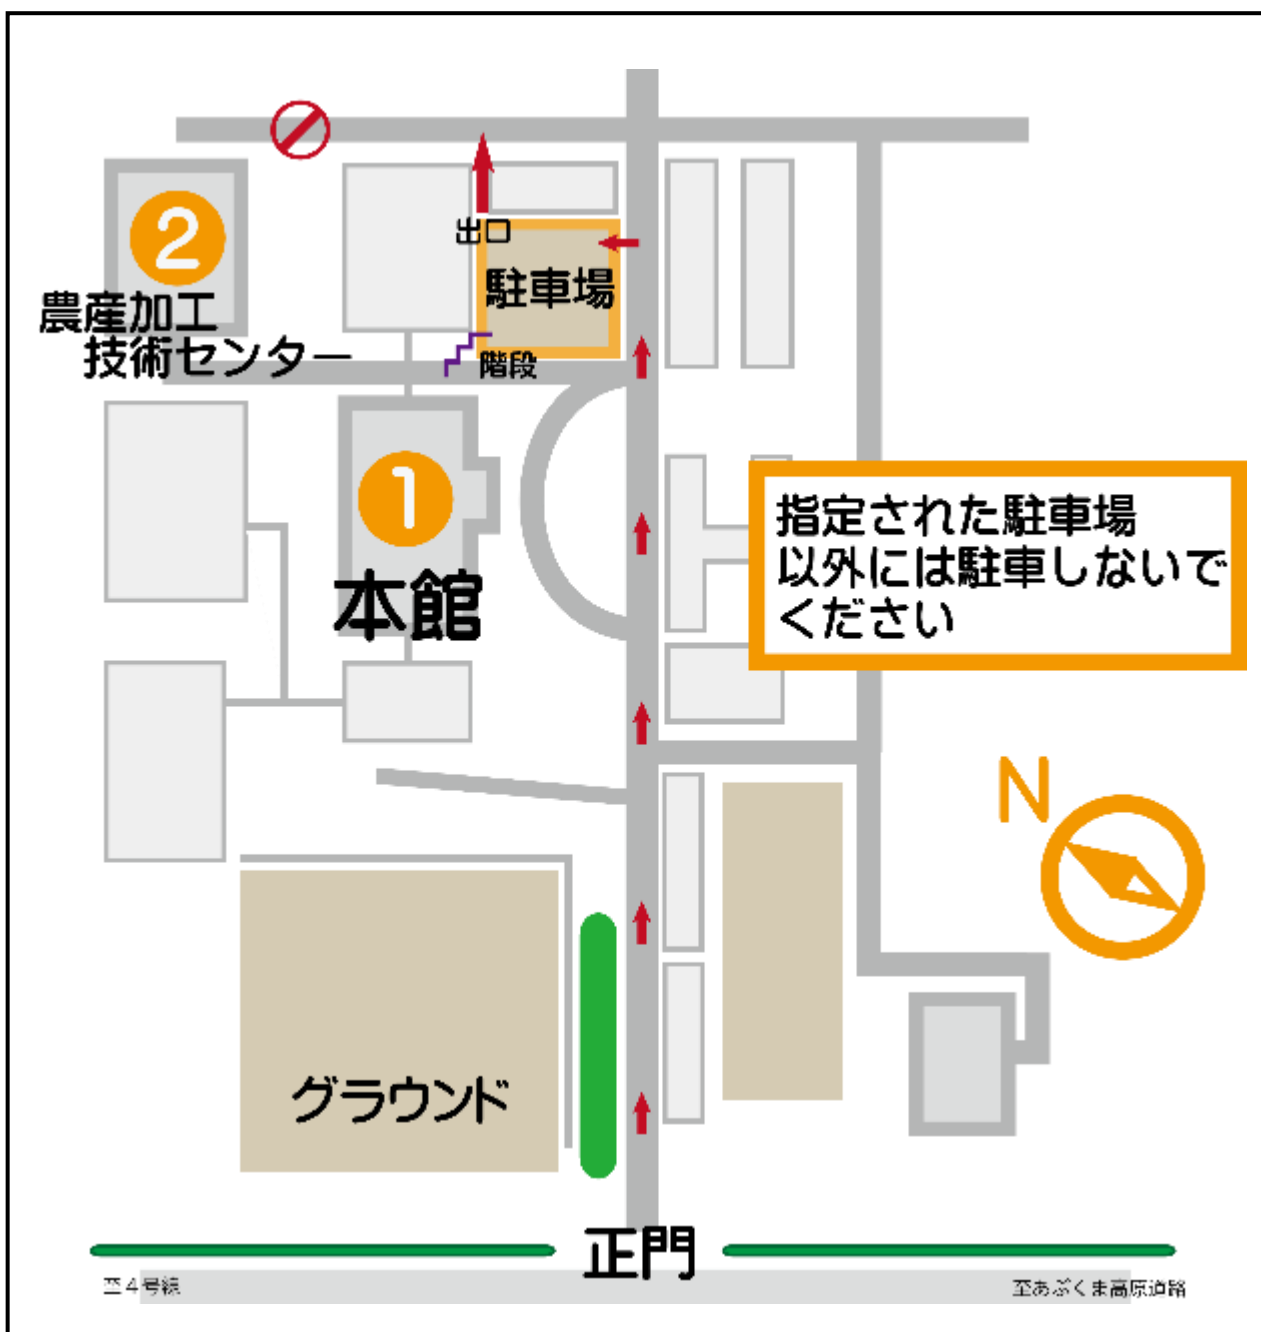 2
出口
駐車場
農産加工
技術センター
階段
1
指定された駐車場
以外には駐車しないで
ください
本館
N
グラウンド
正門
至4号線
至あぶくま高原道路